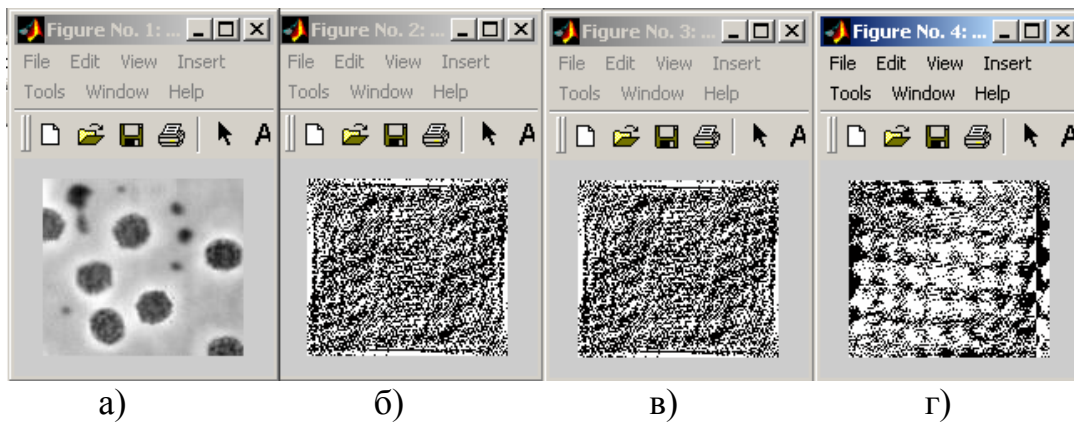 Figure No. 1: ...
File Edit View Insert
Tools Window Help
A
Figure No. 2: ...
File Edit View Insert
Tools Window Help
A
Figure No. 3: ...
File Edit View Insert
Tools Window Help
A
Figure No. 4: ...
File Edit View Insert
Tools Window Help
A
а) б) в) г)